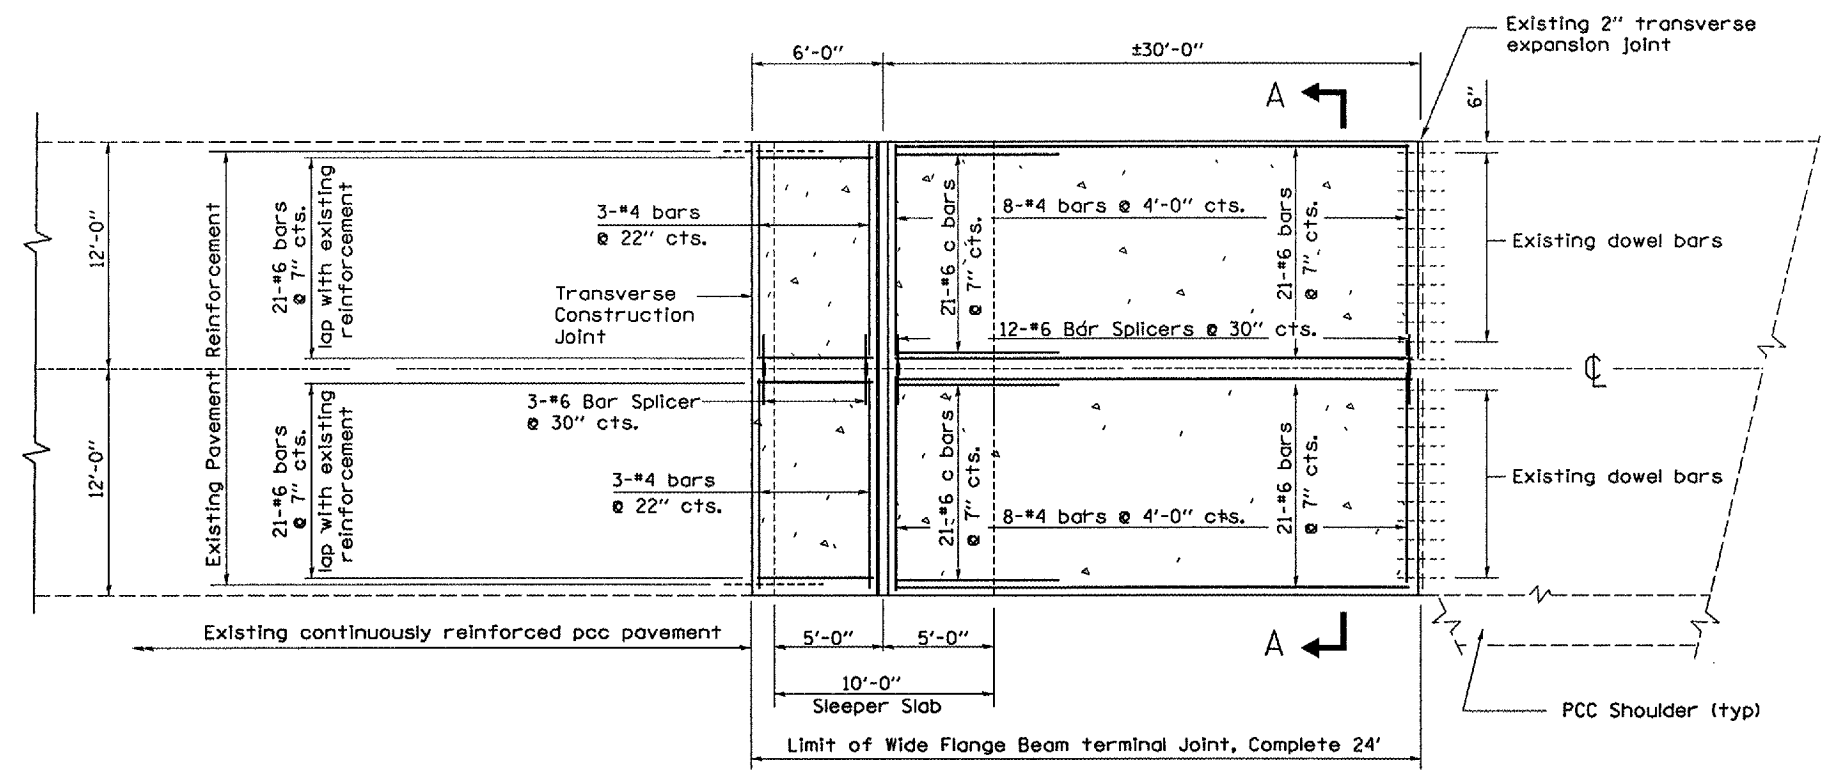 Existing 2" transverse
expansion joint
6'-0"
±30'-0"
A
6"
12'-0"
12'-0"
Existing Pavement Reinforcement
21-#6 bars
@ 7" cts.
lap with existing
reinforcement
21-#6 bars
@ 7" cts.
lap with existing
reinforcement
3-#4 bars
@ 22" cts.
Transverse
Construction
Joint
3-#6 Bar Splicer
@ 30" cts.
3-#4 bars
@ 22" cts.
21-#6 c bars
@ 7" cts.
8-#4 bars @ 4'-0" cts.
21-#6 bars
@ 7" cts.
12-#6 Bar Splicers @ 30" cts.
21-#6 c bars
@ 7" cts.
8-#4 bars @ 4'-0" cts.
21-#6 bars
@ 7" cts.
Existing dowel bars
℄
Existing dowel bars
Existing continuously reinforced pcc pavement
5'-0"
5'-0"
A
10'-0"
Sleeper Slab
PCC Shoulder (typ)
Limit of Wide Flange Beam terminal Joint, Complete 24'